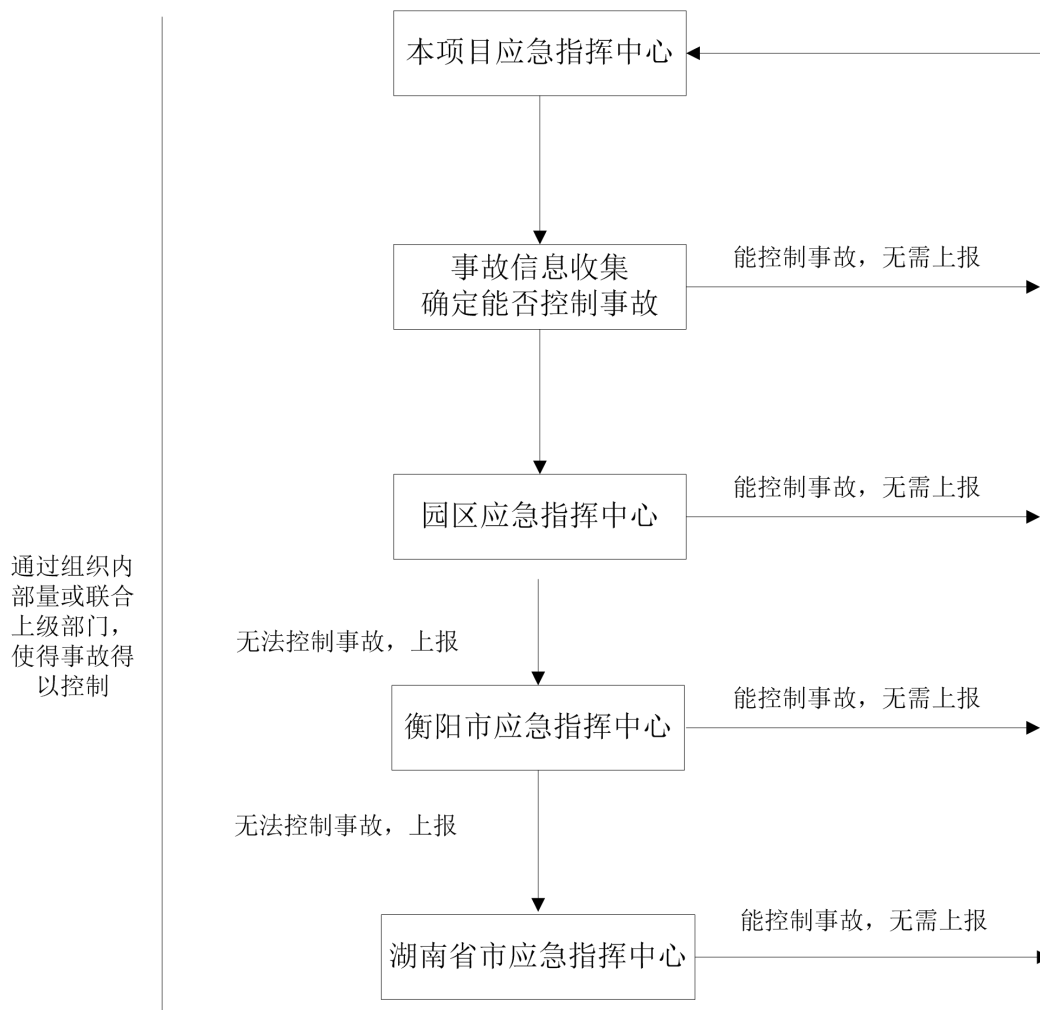 本项目应急指挥中心
事故信息收集
确定能否控制事故
能控制事故，无需上报
园区应急指挥中心
能控制事故，无需上报
通过组织内
部量或联合
上级部门，
使得事故得
以控制
无法控制事故，上报
衡阳市应急指挥中心
能控制事故，无需上报
无法控制事故，上报
湖南省市应急指挥中心
能控制事故，无需上报